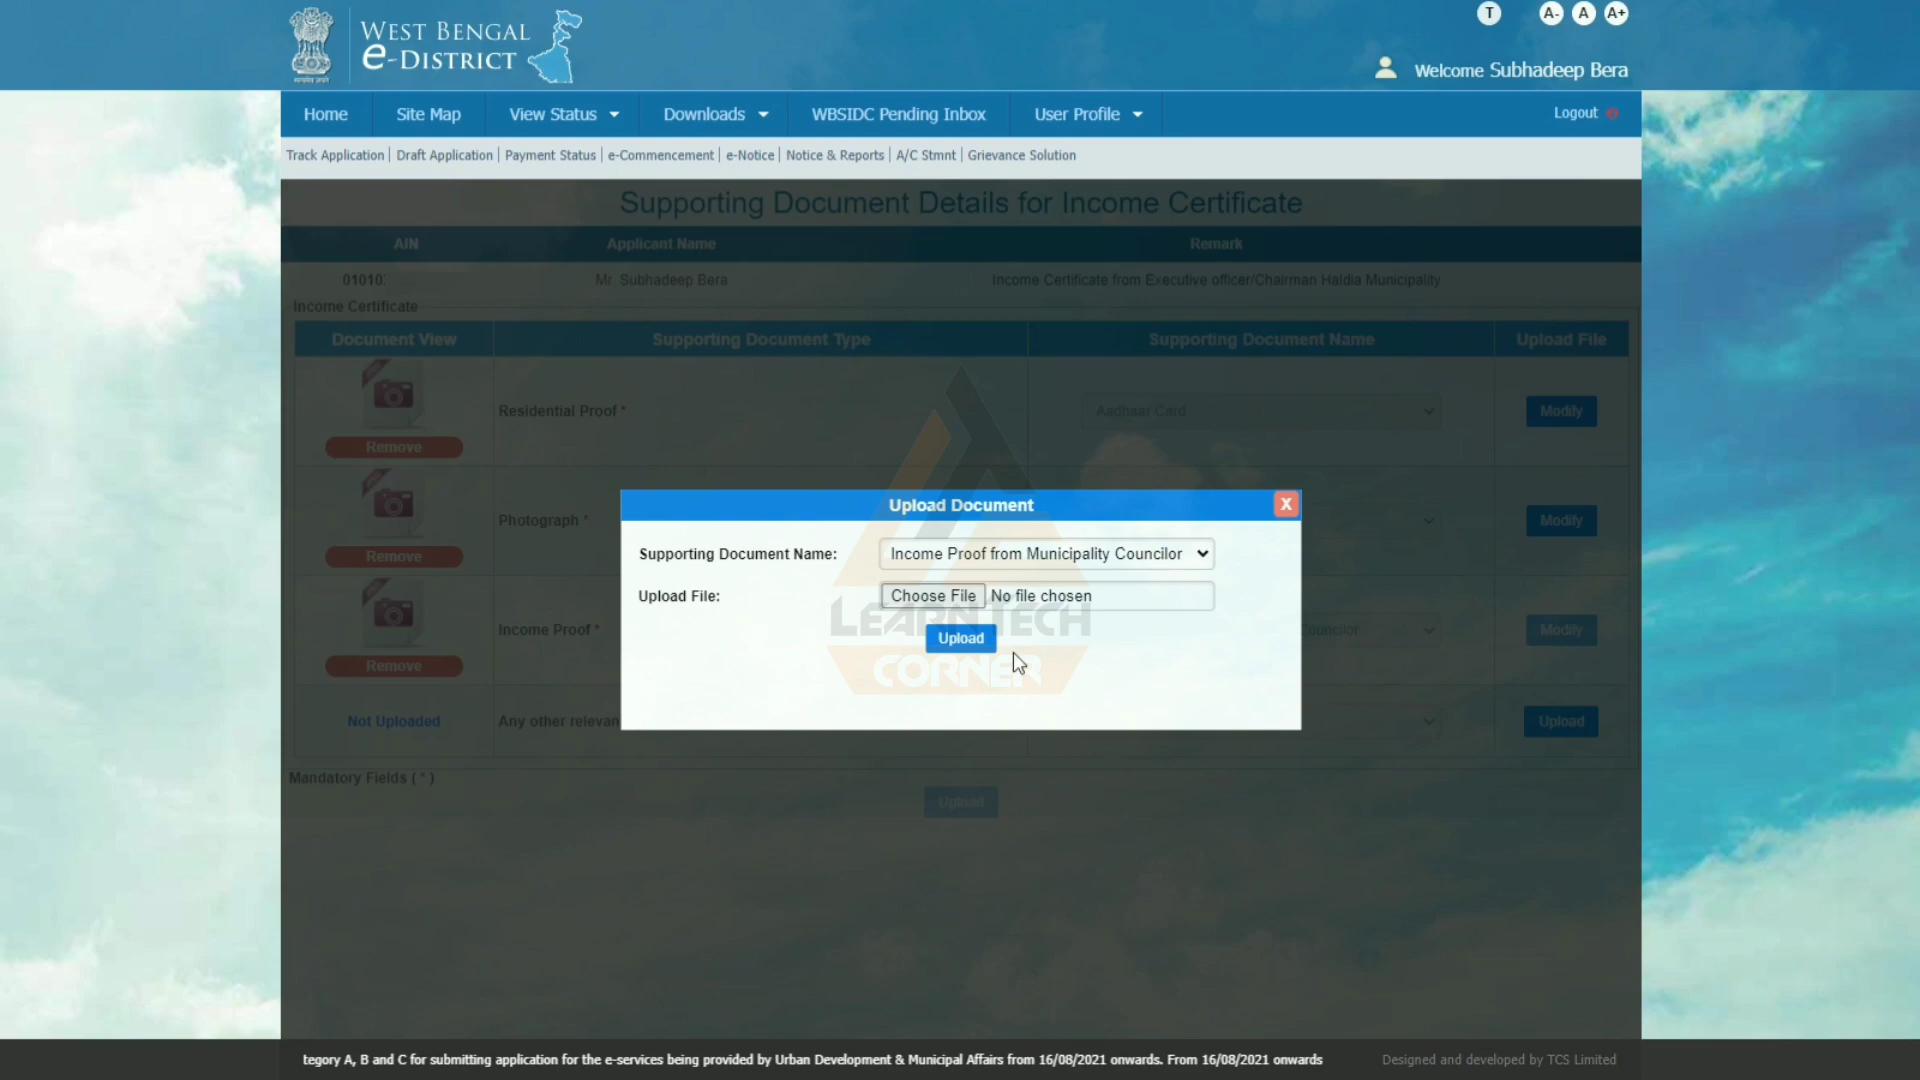 T A- A A+
WEST BENGAL
e-DISTRICT
Welcome Subhadeep Bera
Home Site Map View Status Downloads WBSIDC Pending Inbox User Profile Logout
Track Application | Draft Application | Payment Status | e-Commencement | e-Notice | Notice & Reports | A/C Stmnt | Grievance Solution
Supporting Document Details for Income Certificate
AIN Applicant Name Remark
01010 Mr Subhadeep Bera Income Certificate from Executive officer/Chairman Haldia Municipality
Income Certificate
Document View Supporting Document Type Supporting Document Name Upload File
Residential Proof * Aadhaar Card Modify
Remove
Upload Document X
Photograph * Modify
Supporting Document Name: Income Proof from Municipality Councilor
Remove
Upload File: Choose File No file chosen
LEARNTECH
Income Proof * Modify
Upload
Remove
CORNER
Not Uploaded Any other relevan Upload
Mandatory Fields ( * )
Upload
tegory A, B and C for submitting application for the e-services being provided by Urban Development & Municipal Affairs from 16/08/2021 onwards. From 16/08/2021 onwards
Designed and developed by TCS Limited